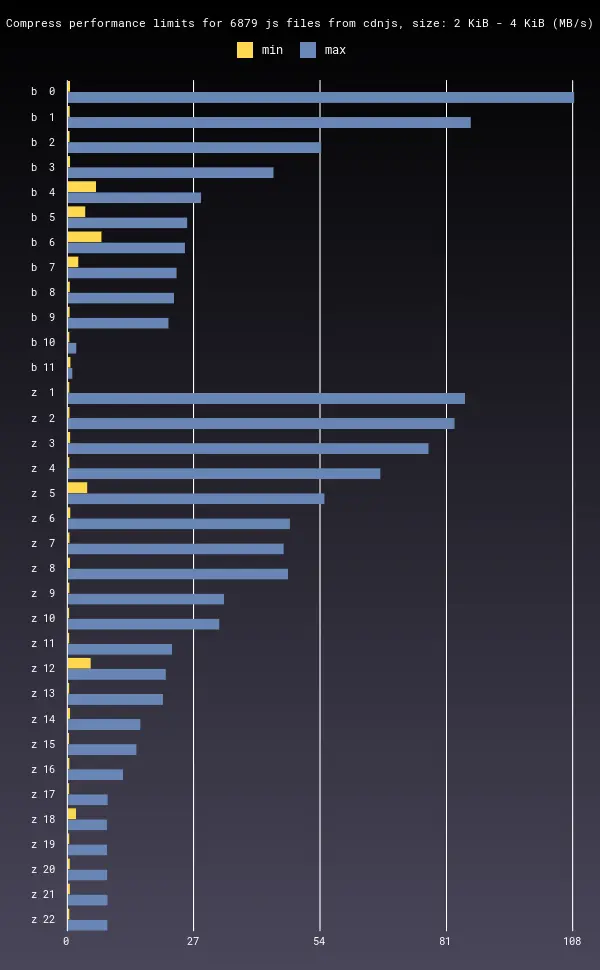 Compress performance limits for 6879 js files from cdnjs, size: 2 KiB - 4 KiB (MB/s)
min max
b 0
b 1
b 2
b 3
b 4
b 5
b 6
b 7
b 8
b 9
b 10
b 11
z 1
z 2
z 3
z 4
z 5
z 6
z 7
z 8
z 9
z 10
z 11
z 12
z 13
z 14
z 15
z 16
z 17
z 18
z 19
z 20
z 21
z 22
0 27 54 81 108